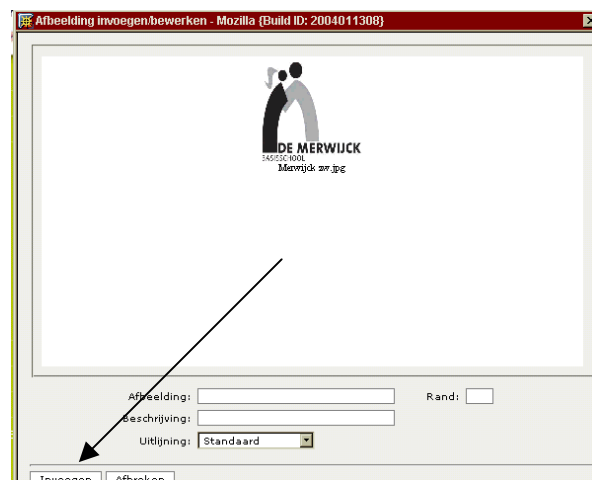 Afbeelding invoegen/bewerken - Mozilla {Build ID: 2004011308}
DE MERWIJCK
BASISSCHOOL
Merwijck zw.jpg
Afbeelding: Rand:
Beschrijving:
Uitlijning: Standaard
Invoegen Afbreken